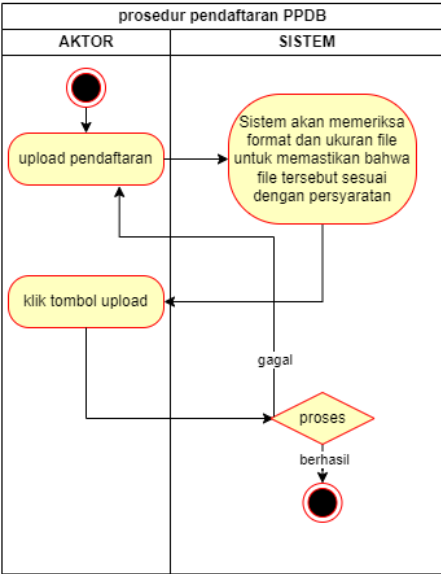 prosedur pendaftaran PPDB
AKTOR
SISTEM
upload pendaftaran
Sistem akan memeriksa
format dan ukuran file
untuk memastikan bahwa
file tersebut sesuai
dengan persyaratan
klik tombol upload
gagal
proses
berhasil